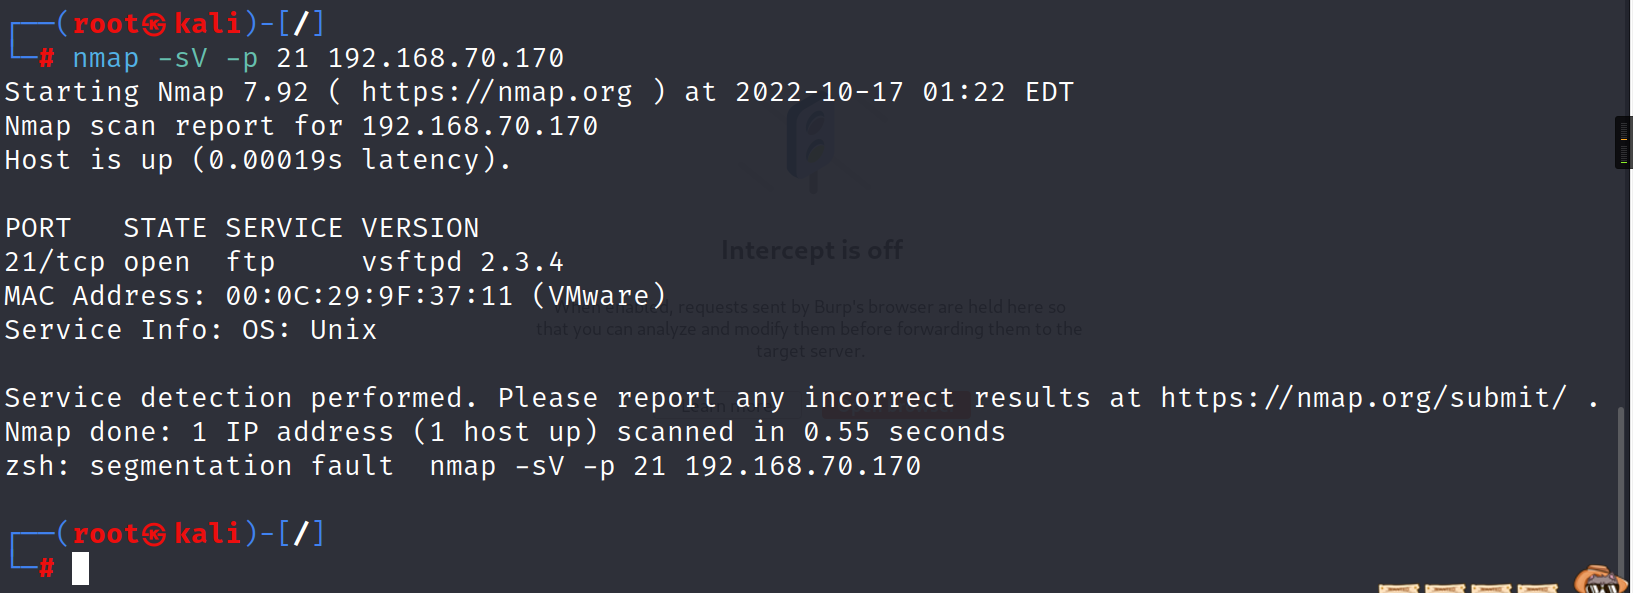 ┌──(root㉿kali)-[/]
└─# nmap -sV -p 21 192.168.70.170
Starting Nmap 7.92 ( https://nmap.org ) at 2022-10-17 01:22 EDT
Nmap scan report for 192.168.70.170
Host is up (0.00019s latency).
PORT   STATE SERVICE VERSION
21/tcp open  ftp     vsftpd 2.3.4
Intercept is off
MAC Address: 00:0C:29:9F:37:11 (VMware)
When enabled, requests sent by Burp's browser are held here so
that you can analyze and modify them before forwarding them to the
target server.
Service Info: OS: Unix
Service detection performed. Please report any incorrect results at https://nmap.org/submit/ .
Learn more
Nmap done: 1 IP address (1 host up) scanned in 0.55 seconds
zsh: segmentation fault  nmap -sV -p 21 192.168.70.170
┌──(root㉿kali)-[/]
└─#